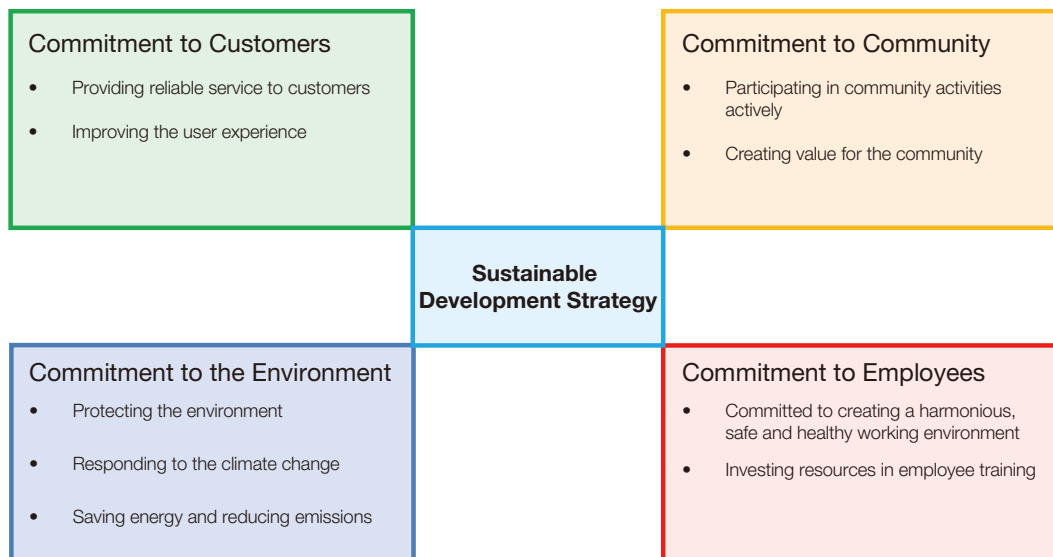 Commitment to Customers
• Providing reliable service to customers
• Improving the user experience
Commitment to Community
• Participating in community activities
actively
• Creating value for the community
Sustainable
Development Strategy
Commitment to the Environment
• Protecting the environment
• Responding to the climate change
• Saving energy and reducing emissions
Commitment to Employees
• Committed to creating a harmonious,
safe and healthy working environment
• Investing resources in employee training